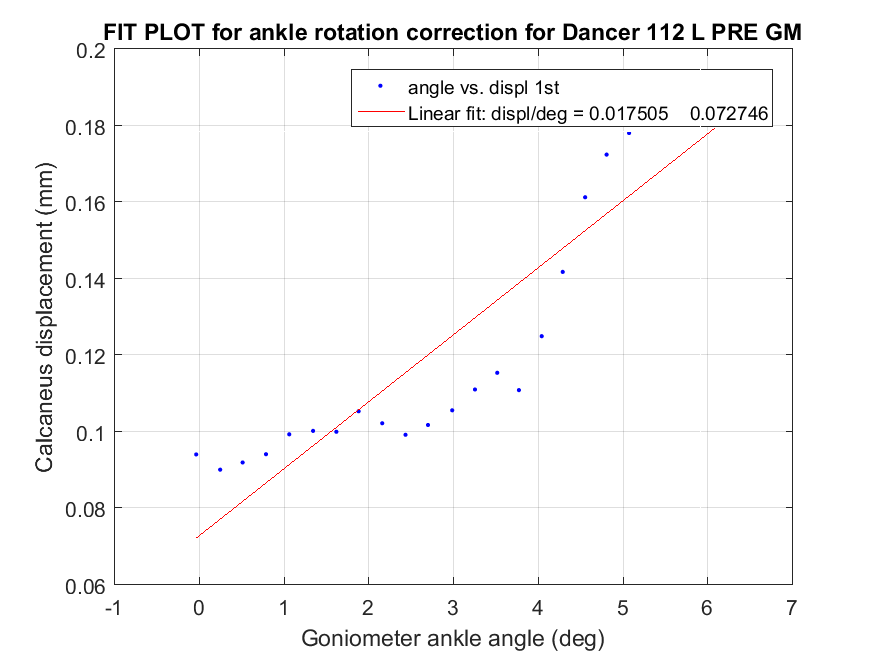 FIT PLOT for ankle rotation correction for Dancer 112 L PRE GM
0.2
angle vs. displ 1st
Linear fit: displ/deg = 0.017505 0.072746
0.18
0.16
0.14
0.12
0.1
0.08
0.06
Calcaneus displacement (mm)
-1 0 1 2 3 4 5 6 7
Goniometer ankle angle (deg)